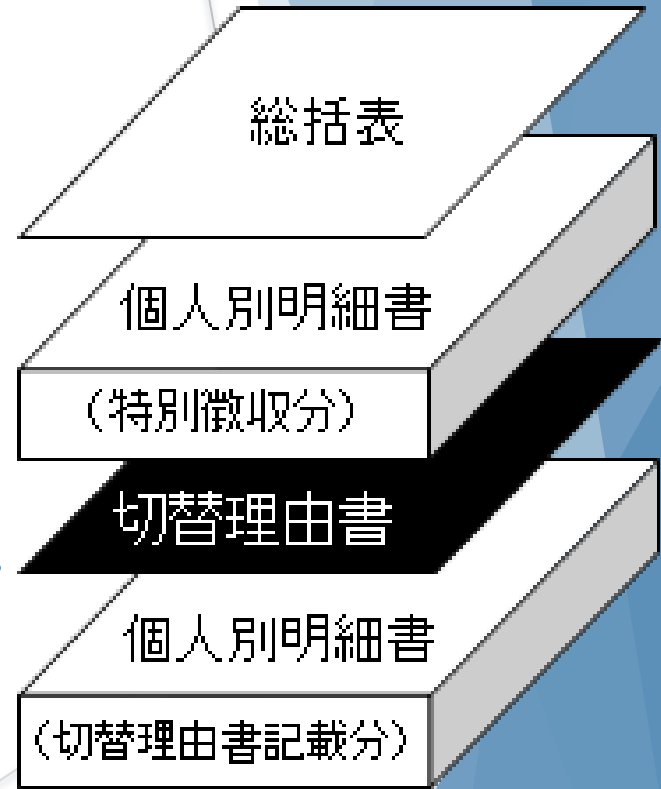 総括表
個人別明細書
（特別徴収分）
切替理由書
個人別明細書
（切替理由書記載分）